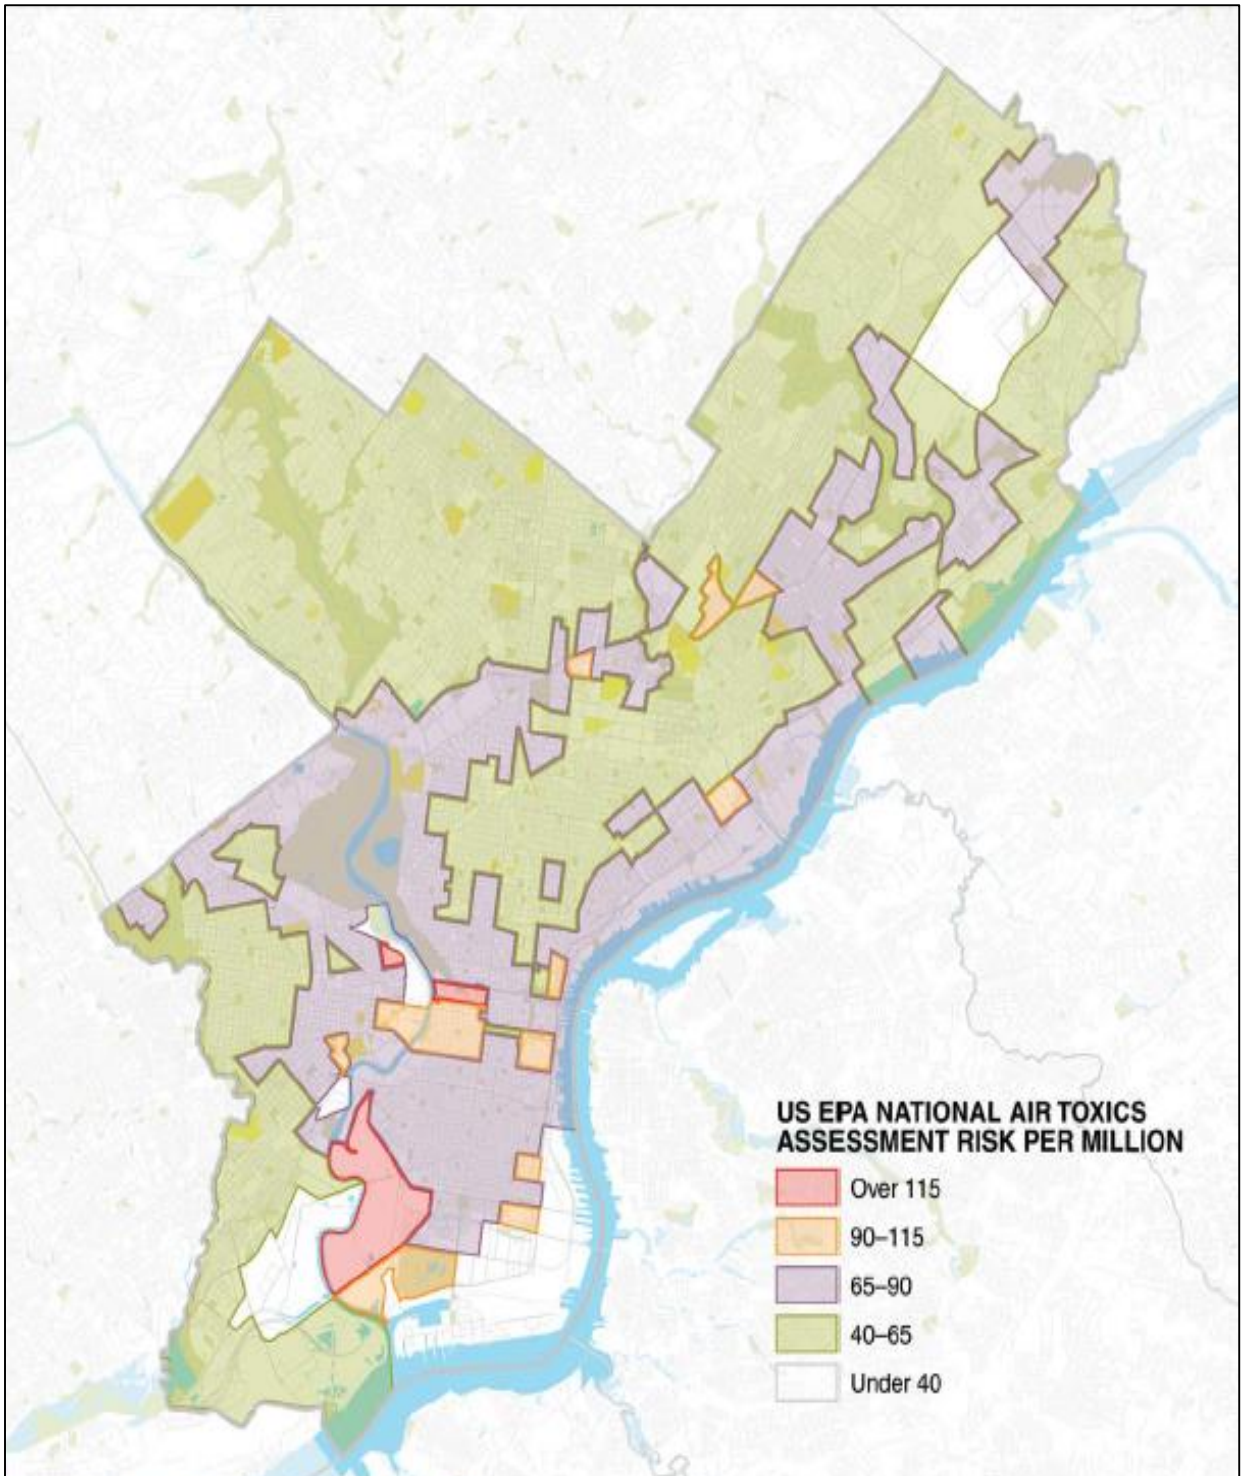 US EPA NATIONAL AIR TOXICS
ASSESSMENT RISK PER MILLION
Over 115
90–115
65–90
40–65
Under 40